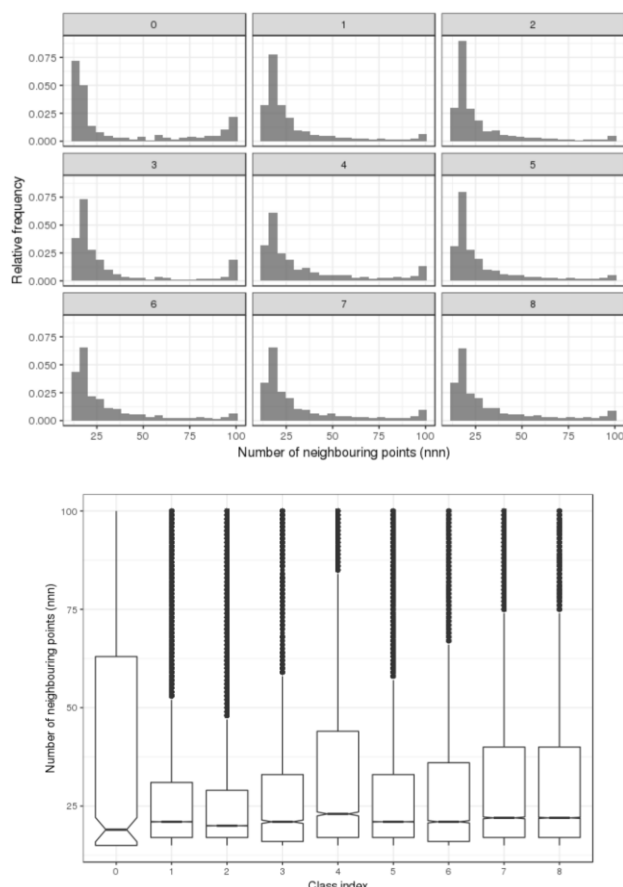 0 1 2
0.075
0.050
0.025
0.000
3 4 5
0.075
0.050
0.025
0.000
Relative frequency
6 7 8
0.075
0.050
0.025
0.000
25 50 75 100 25 50 75 100 25 50 75 100
Number of neighbouring points (nnn)
100
75
50
25
Number of neighbouring points (nnn)
0 1 2 3 4 5 6 7 8
Class index